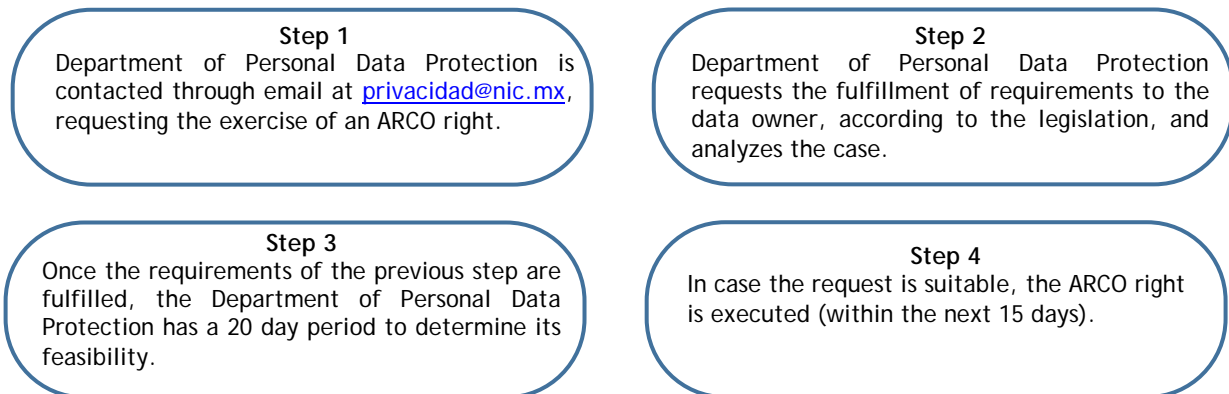 Step 1
Department of Personal Data Protection is
contacted through email at privacidad@nic.mx,
requesting the exercise of an ARCO right.
Step 2
Department of Personal Data Protection
requests the fulfillment of requirements to the
data owner, according to the legislation, and
analyzes the case.
Step 3
Once the requirements of the previous step are
fulfilled, the Department of Personal Data
Protection has a 20 day period to determine its
feasibility.
Step 4
In case the request is suitable, the ARCO right
is executed (within the next 15 days).